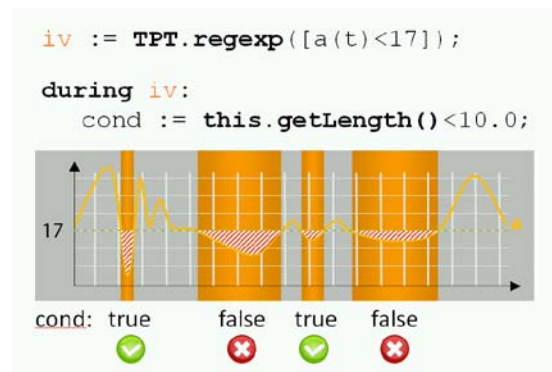 iv := TPT.regexp([a(t)<17]);
during iv:
cond := this.getLength()<10.0;
17
a
cond: true false true false